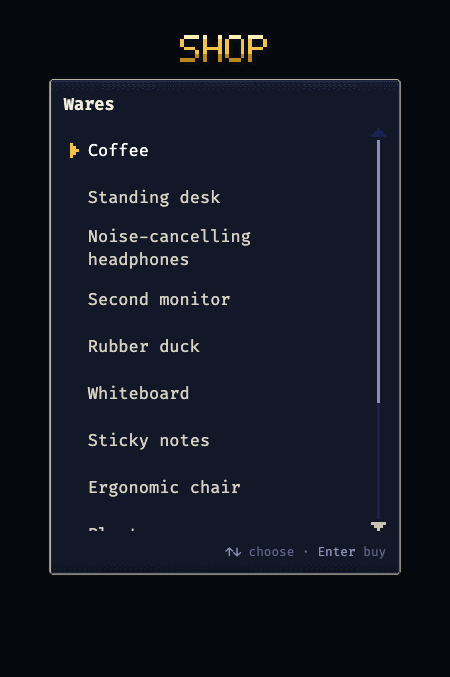 SHOP
Wares
Coffee
Standing desk
Noise-cancelling
headphones
Second monitor
Rubber duck
Whiteboard
Sticky notes
Ergonomic chair
↑↓ choose · Enter buy